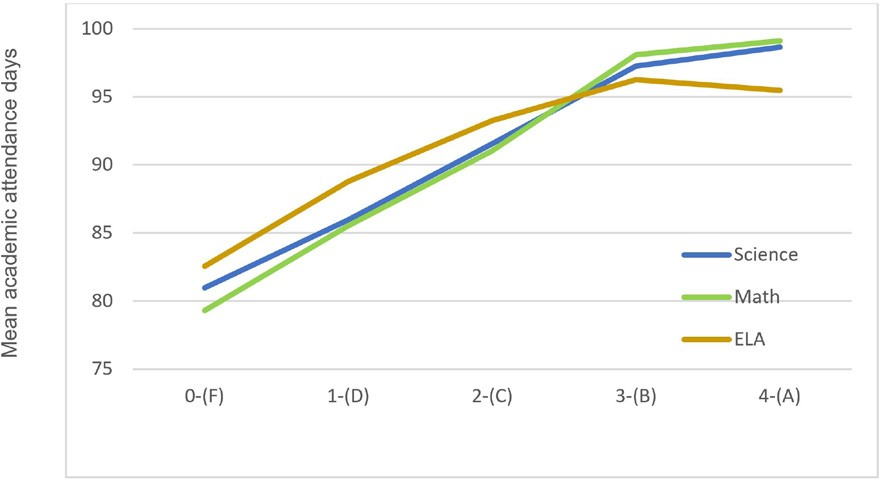 Mean academic attendance days
100
95
90
85
80
75
0-(F) 1-(D) 2-(C) 3-(B) 4-(A)
Science
Math
ELA